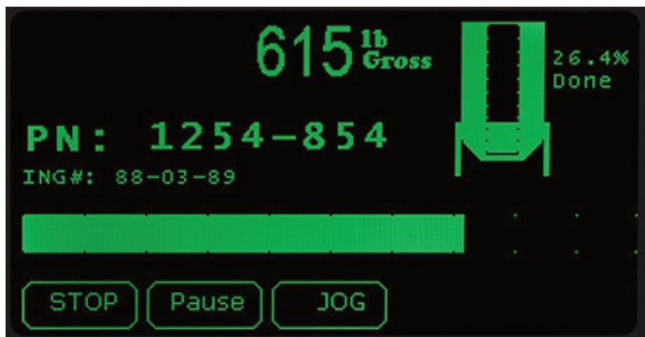 615 lb Gross
26.4%
Done
PN: 1254-854
ING#: 88-03-89
STOP Pause JOG